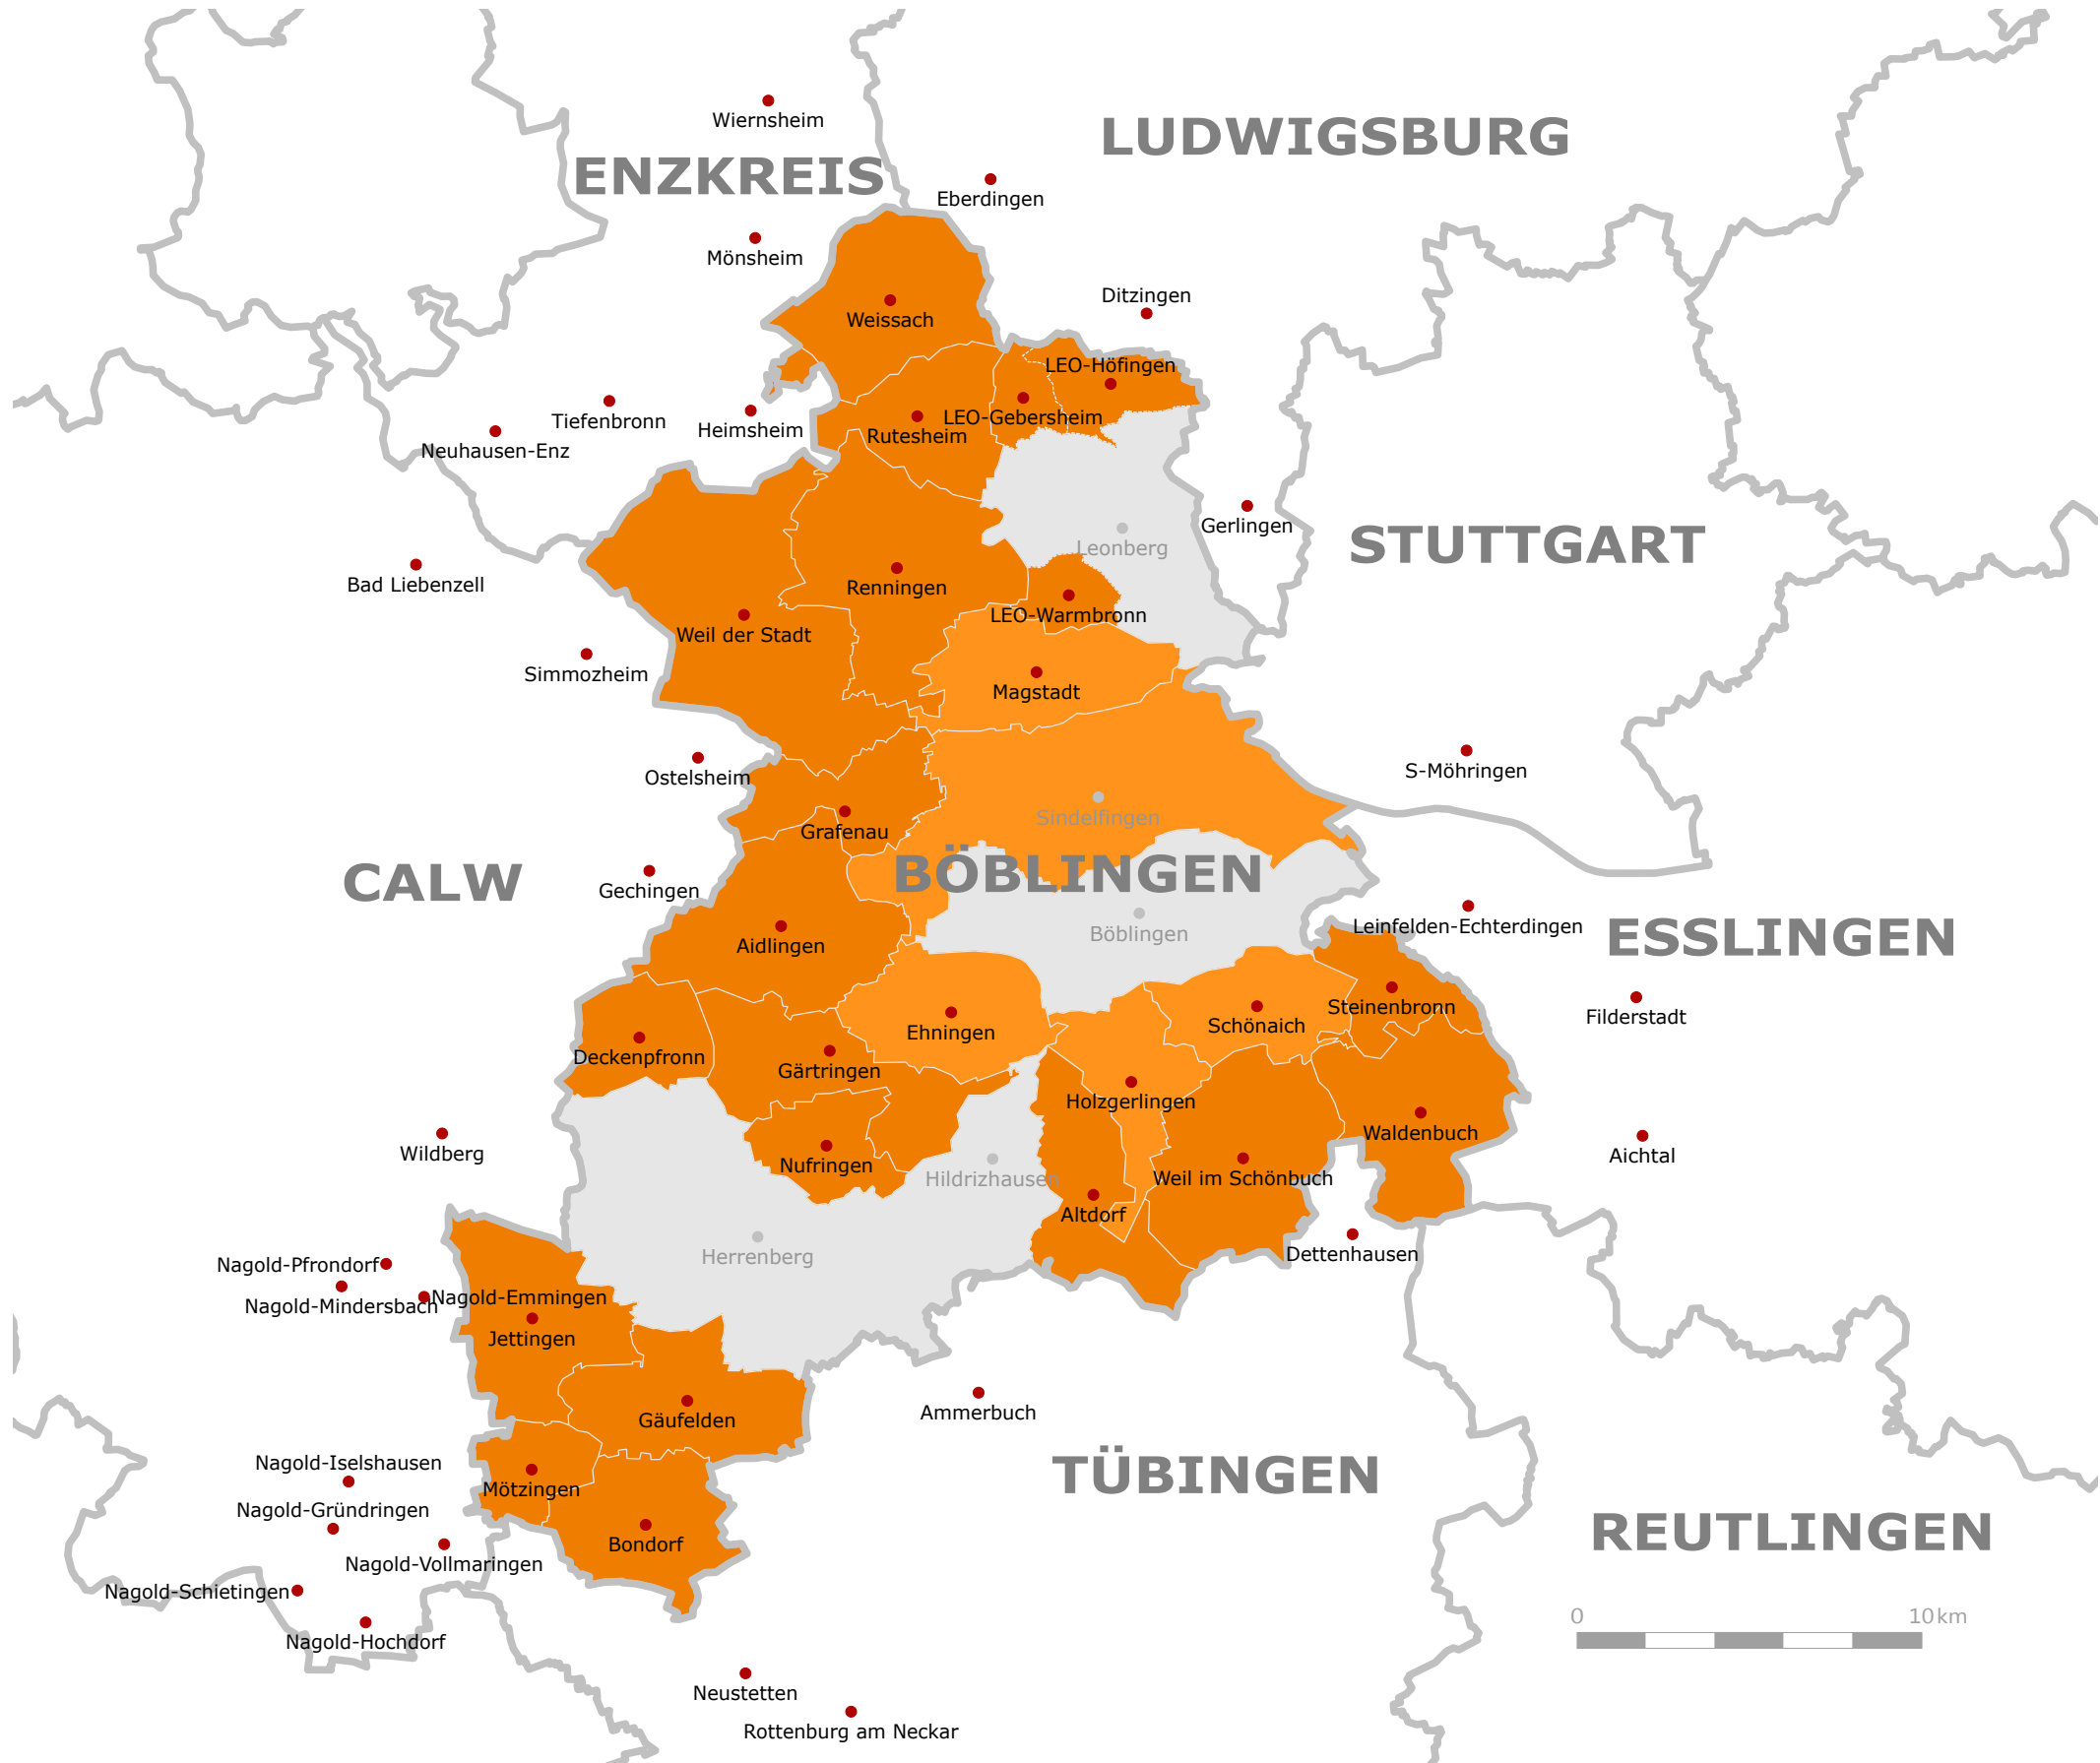 Wiernsheim
LUDWIGSBURG
ENZKREIS
Eberdingen
Mönsheim
Ditzingen
Weissach
LEO-Höfingen
Tiefenbronn
Heimsheim
LEO-Gebersheim
Rutesheim
Neuhausen-Enz
Gerlingen
STUTTGART
Leonberg
Bad Liebenzell
Renningen
LEO-Warmbronn
Weil der Stadt
Simmozheim
Magstadt
S-Möhringen
Ostelsheim
Sindelfingen
Grafenau
CALW
BÖBLINGEN
Gechingen
Leinfelden-Echterdingen
ESSLINGEN
Böblingen
Aidlingen
Steinenbronn
Filderstadt
Schönaich
Ehningen
Deckenpfronn
Gärtringen
Holzgerlingen
Waldenbuch
Wildberg
Aichtal
Nufringen
Hildrizhausen
Weil im Schönbuch
Altdorf
Herrenberg
Dettenhausen
Nagold-Pfrondorf
Nagold-Emmingen
Nagold-Mindersbach
Jettingen
Ammerbuch
Gäufelden
Nagold-Iselshausen
TÜBINGEN
Mötzingen
Nagold-Gründringen
REUTLINGEN
Bondorf
Nagold-Vollmaringen
Nagold-Schietingen
0 10km
Nagold-Hochdorf
Neustetten
Rottenburg am Neckar